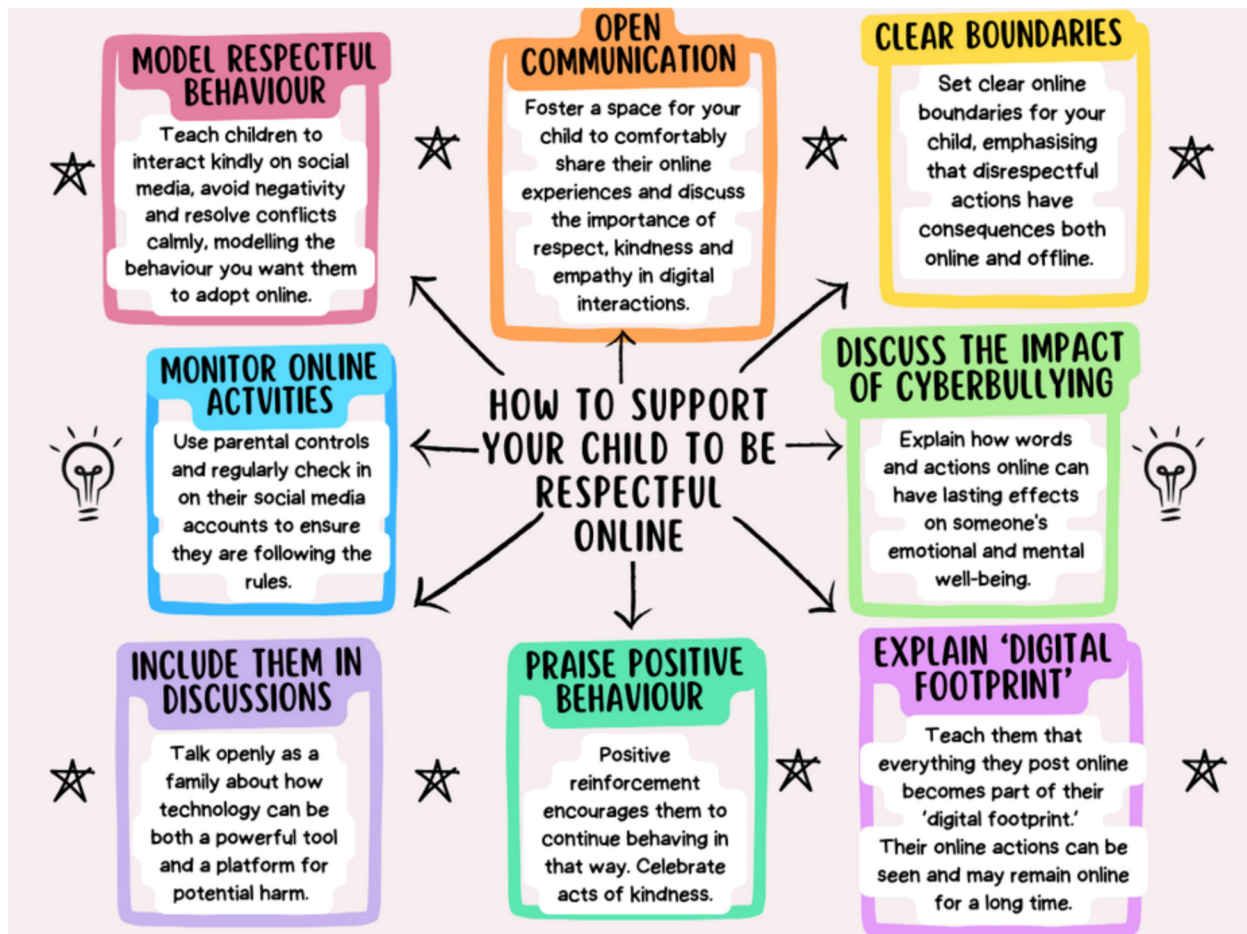 MODEL RESPECTFUL
BEHAVIOUR
Teach children to
interact kindly on social
media, avoid negativity
and resolve conflicts
calmly, modelling the
behaviour you want them
to adopt online.
OPEN
COMMUNICATION
Foster a space for your
child to comfortably
share their online
experiences and discuss
the importance of
respect, kindness and
empathy in digital
interactions.
CLEAR BOUNDARIES
Set clear online
boundaries for your
child, emphasising
that disrespectful
actions have
consequences both
online and offline.
MONITOR ONLINE
ACTVITIES
Use parental controls
and regularly check in
on their social media
accounts to ensure
they are following the
rules.
HOW TO SUPPORT
YOUR CHILD TO BE
RESPECTFUL
ONLINE
DISCUSS THE IMPACT
OF CYBERBULLYING
Explain how words
and actions online can
have lasting effects
on someone's
emotional and mental
well-being.
INCLUDE THEM IN
DISCUSSIONS
Talk openly as a
family about how
technology can be
both a powerful tool
and a platform for
potential harm.
PRAISE POSITIVE
BEHAVIOUR
Positive
reinforcement
encourages them to
continue behaving in
that way. Celebrate
acts of kindness.
EXPLAIN ‘DIGITAL
FOOTPRINT’
Teach them that
everything they post online
becomes part of their
‘digital footprint.’
Their online actions can be
seen and may remain online
for a long time.